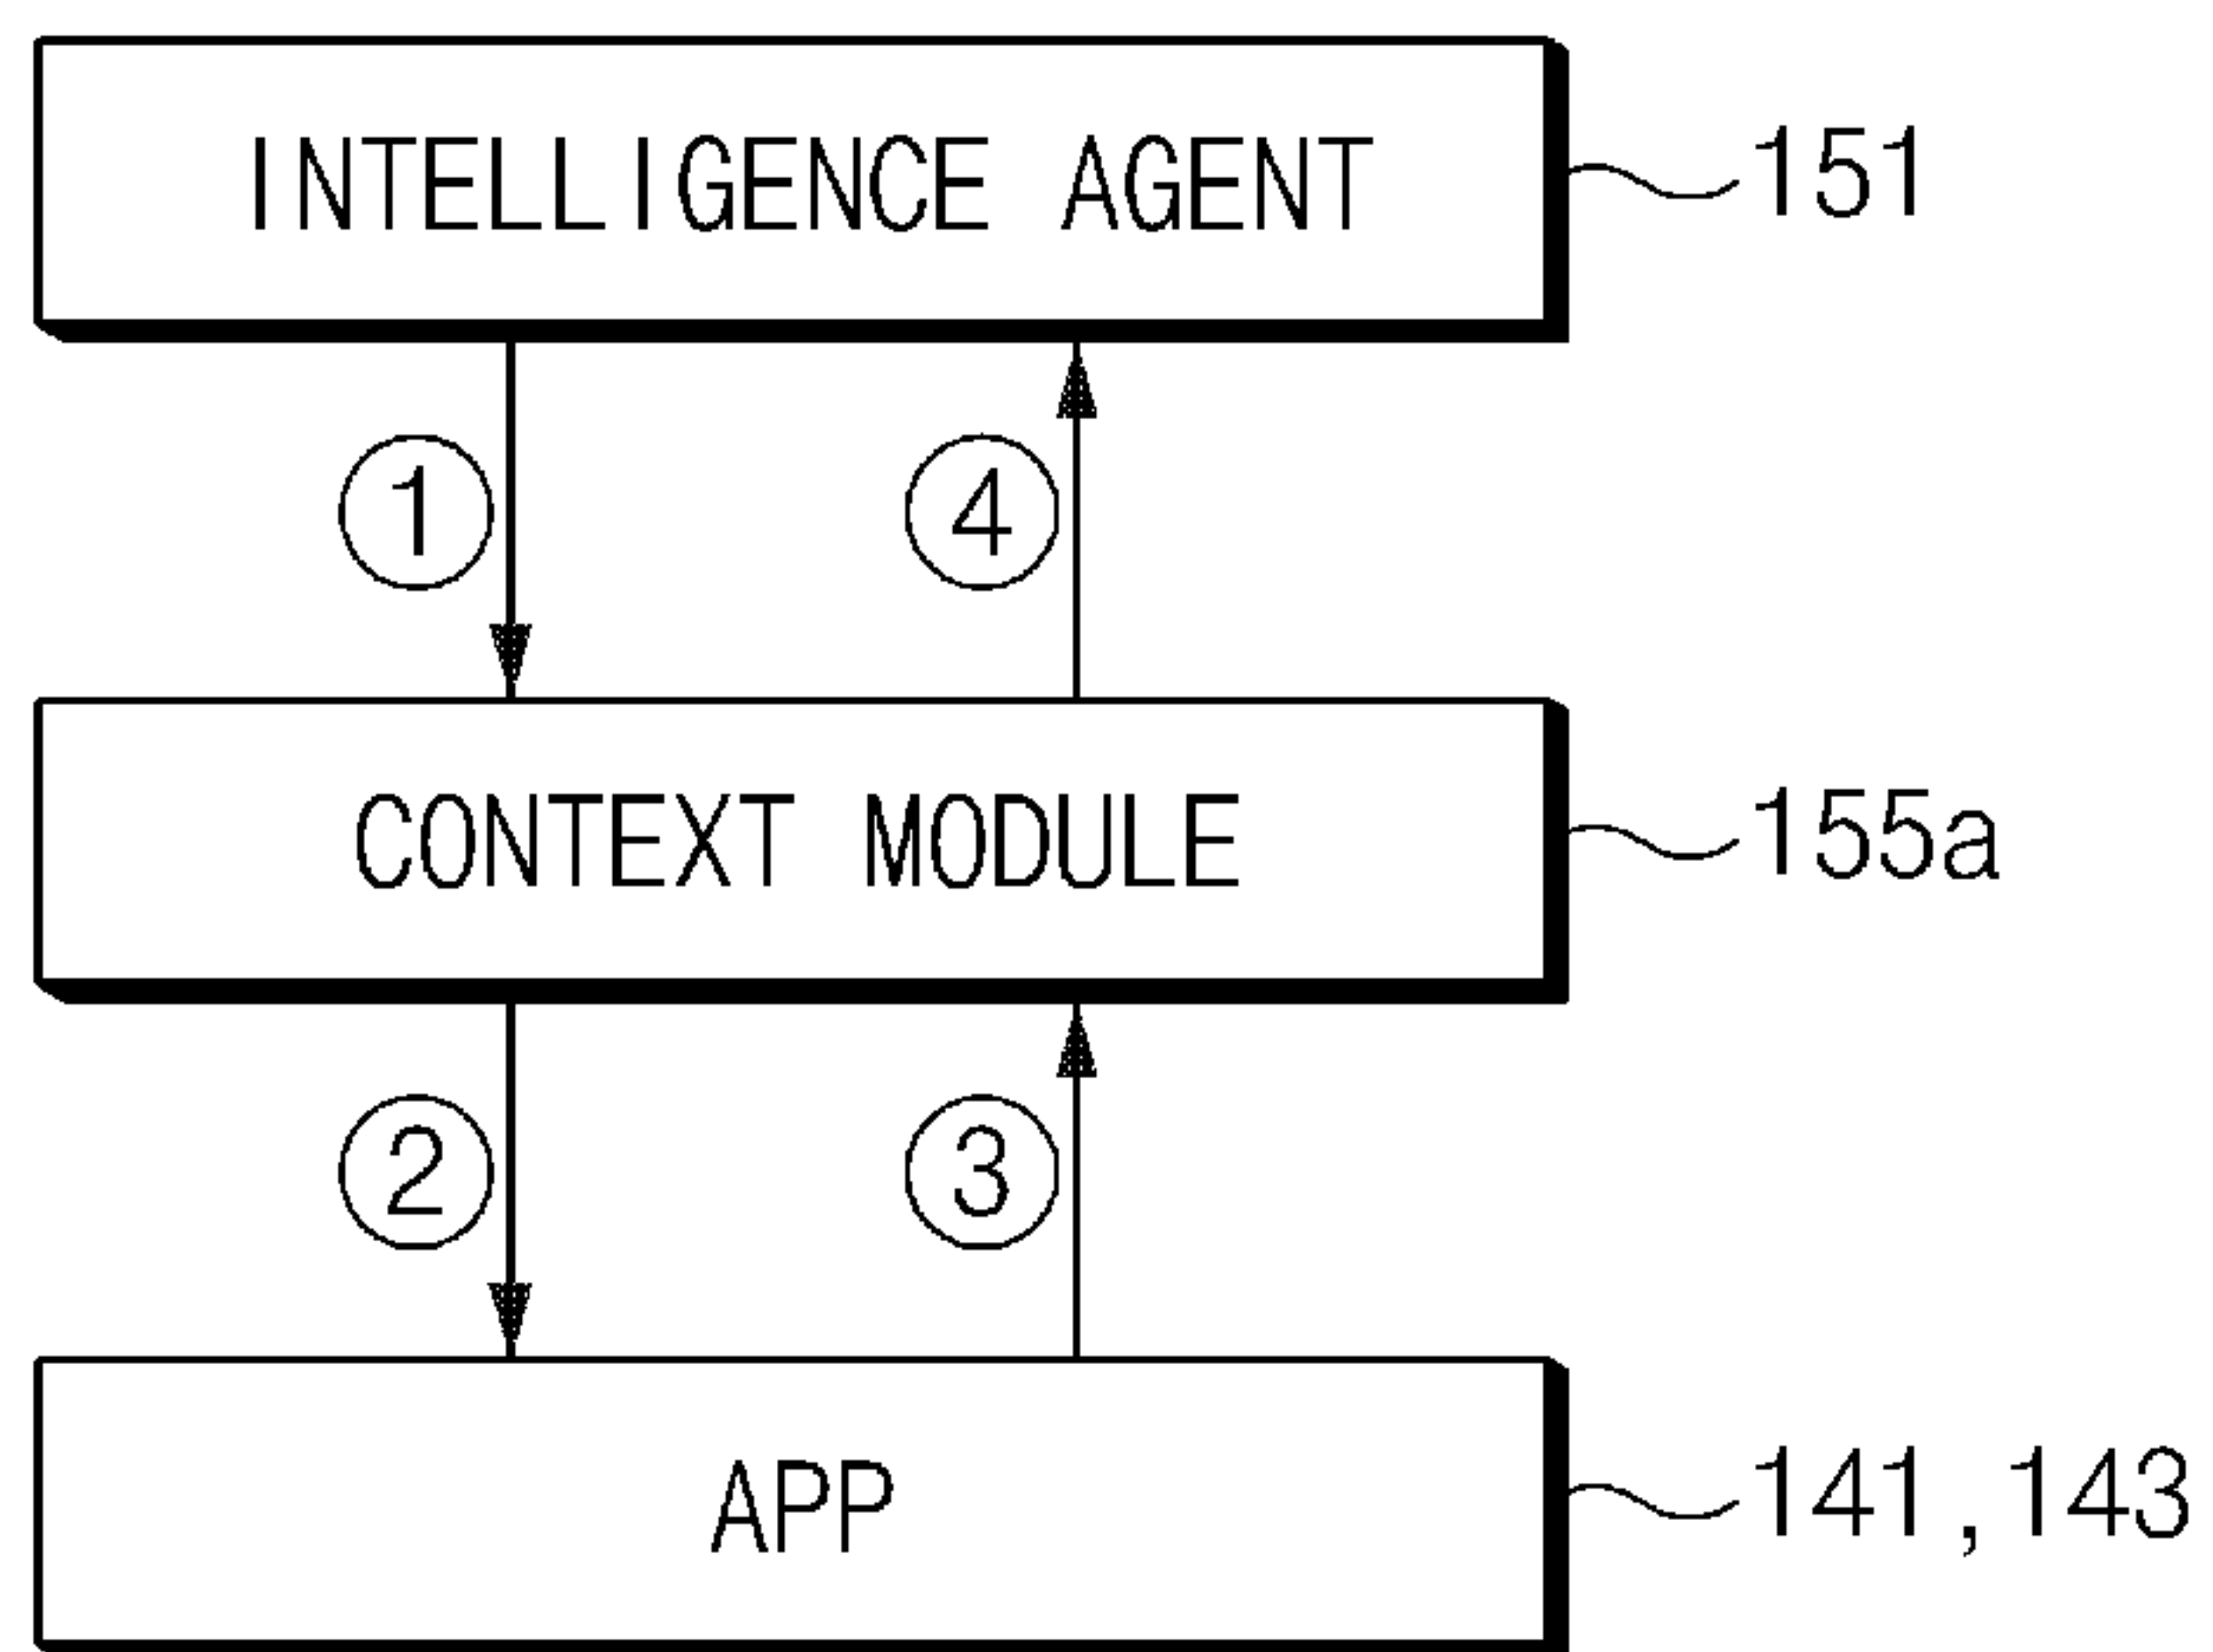 INTELLIGENCE AGENT 151
1 4
CONTEXT MODULE 155a
2 3
APP 141,143